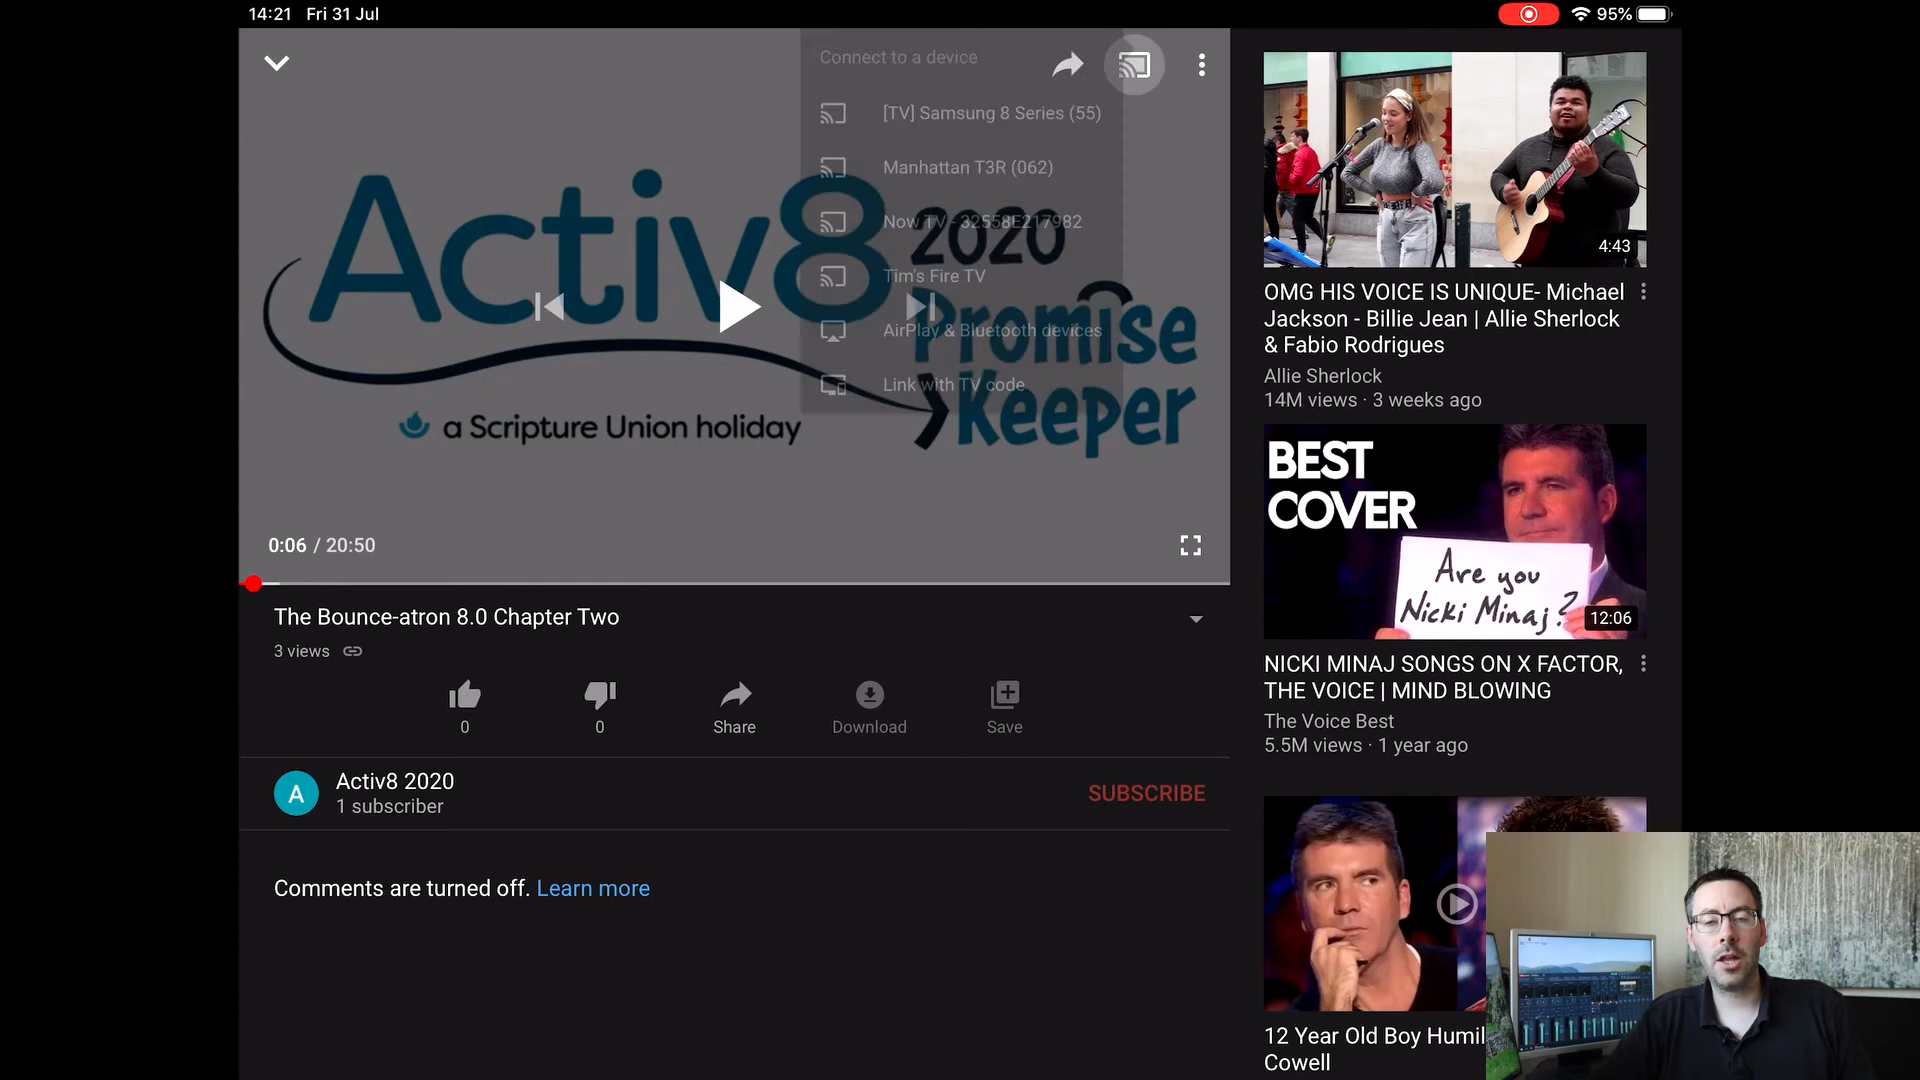 14:21 Fri 31 Jul
95%
Connect to a device
[TV] Samsung 8 Series (55)
Manhattan T3R (062)
Now TV - 32558E217982
Tim's Fire TV
AirPlay & Bluetooth devices
Link with TV code
Activ8 2020
Promise
Keeper
a Scripture Union holiday
0:06 / 20:50
The Bounce-atron 8.0 Chapter Two
3 views
0
0
Share
Download
Save
A
Activ8 2020
1 subscriber
SUBSCRIBE
Comments are turned off. Learn more
4:43
OMG HIS VOICE IS UNIQUE- Michael
Jackson - Billie Jean | Allie Sherlock
& Fabio Rodrigues
Allie Sherlock
14M views · 3 weeks ago
BEST
COVER
Are you
Nicki Minaj?
12:06
NICKI MINAJ SONGS ON X FACTOR,
THE VOICE | MIND BLOWING
The Voice Best
5.5M views · 1 year ago
12 Year Old Boy Humil
Cowell